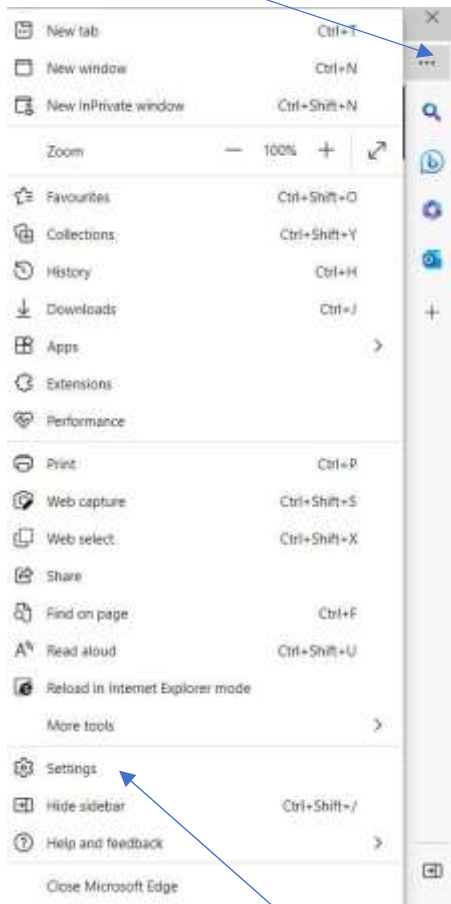 New tab Ctrl+T
New window Ctrl+N
New InPrivate window Ctrl+Shift+N
Zoom — 100% +
Favourites Ctrl+Shift+O
Collections Ctrl+Shift+Y
History Ctrl+H
Downloads Ctrl+J
Apps
Extensions
Performance
Print Ctrl+P
Web capture Ctrl+Shift+S
Web select Ctrl+Shift+X
Share
Find on page Ctrl+F
Read aloud Ctrl+Shift+U
Reload in Internet Explorer mode
More tools
Settings
Hide sidebar Ctrl+Shift+/
Help and feedback
Close Microsoft Edge